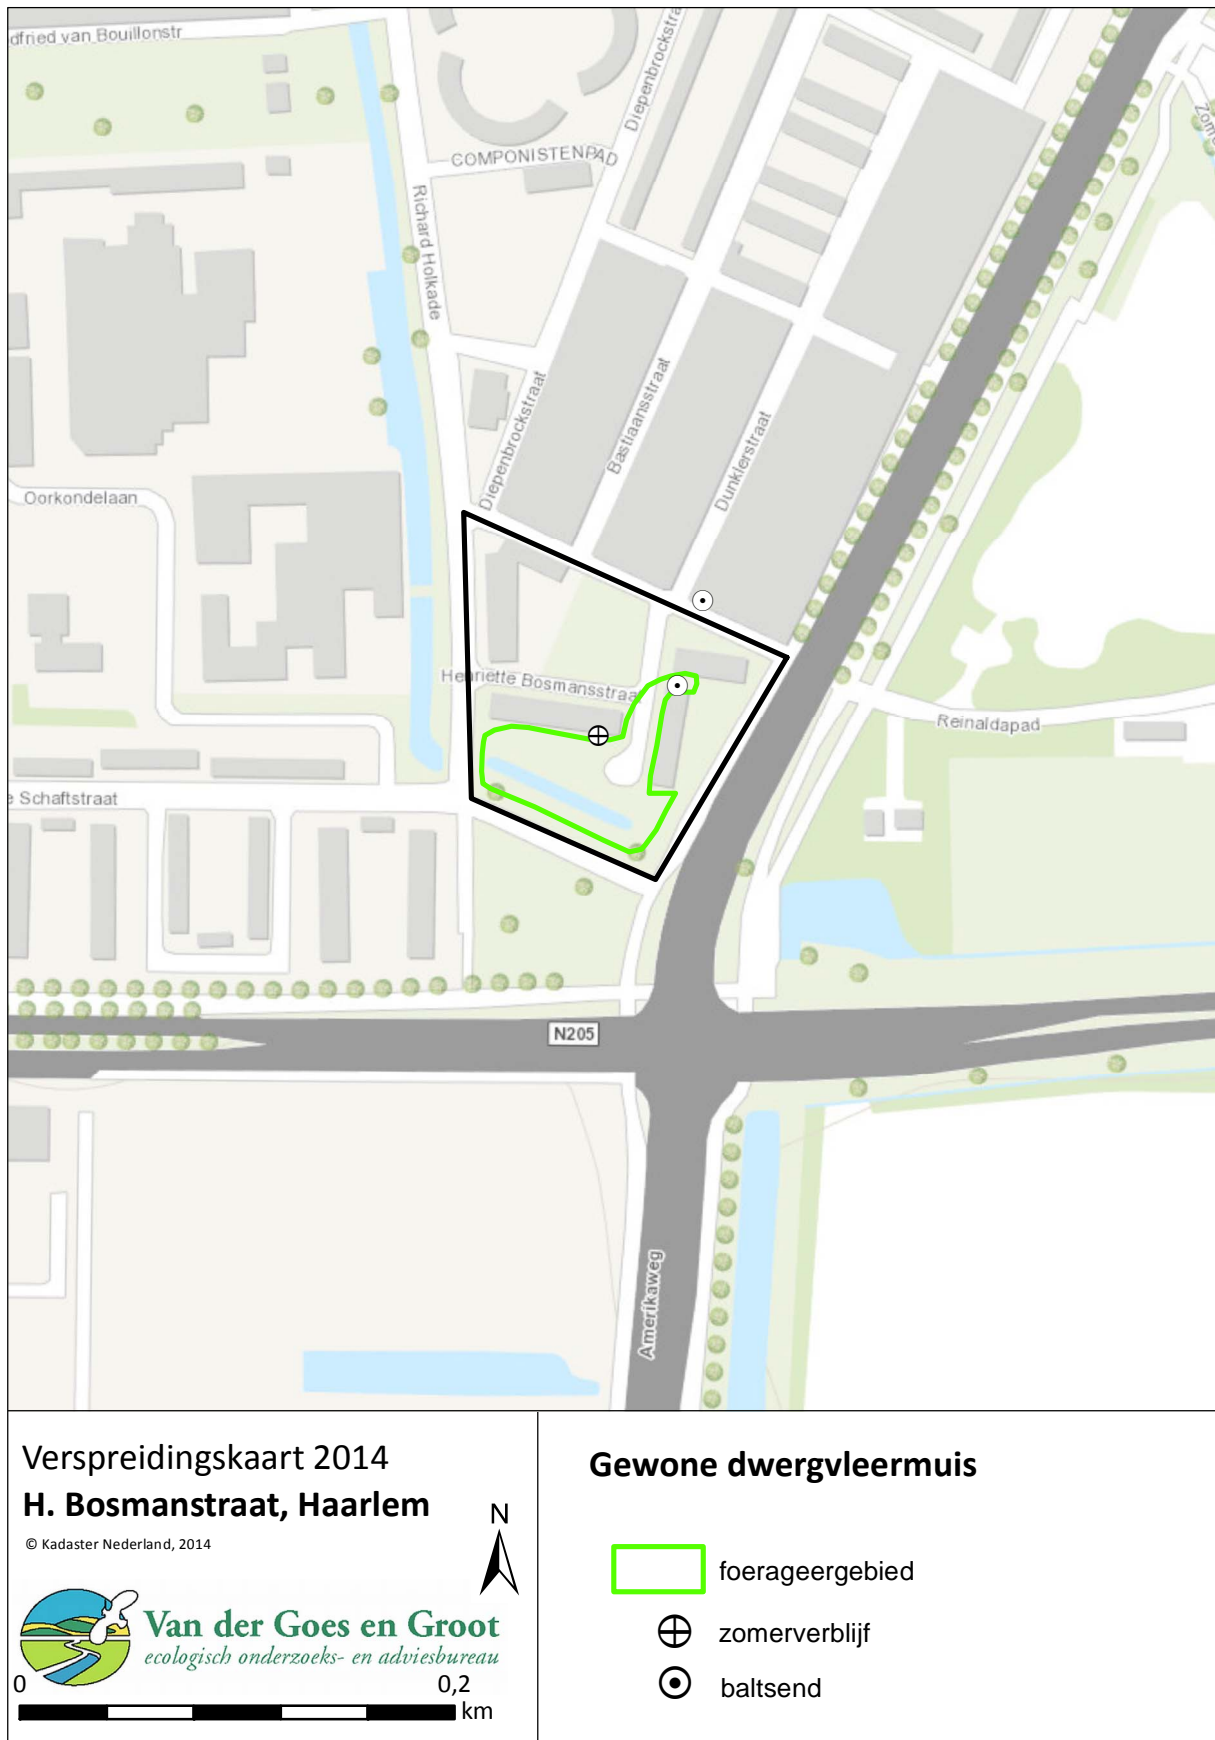 dfried van Bouillonstr
Diepenbrockstra
COMPONISTENPAD
Richard Holkade
Diepenbrockstraat
Bastiaansstraat
Dunklerstraat
Oorkondelaan
Henriëtte Bosmansstraat
Reinaldapad
e Schaftstraat
N205
Amerikaweg
Verspreidingskaart 2014
H. Bosmanstraat, Haarlem
© Kadaster Nederland, 2014
N
Van der Goes en Groot
ecologisch onderzoeks- en adviesbureau
0 0,2
km
Gewone dwergvleermuis
foerageergebied
zomerverblijf
baltsend